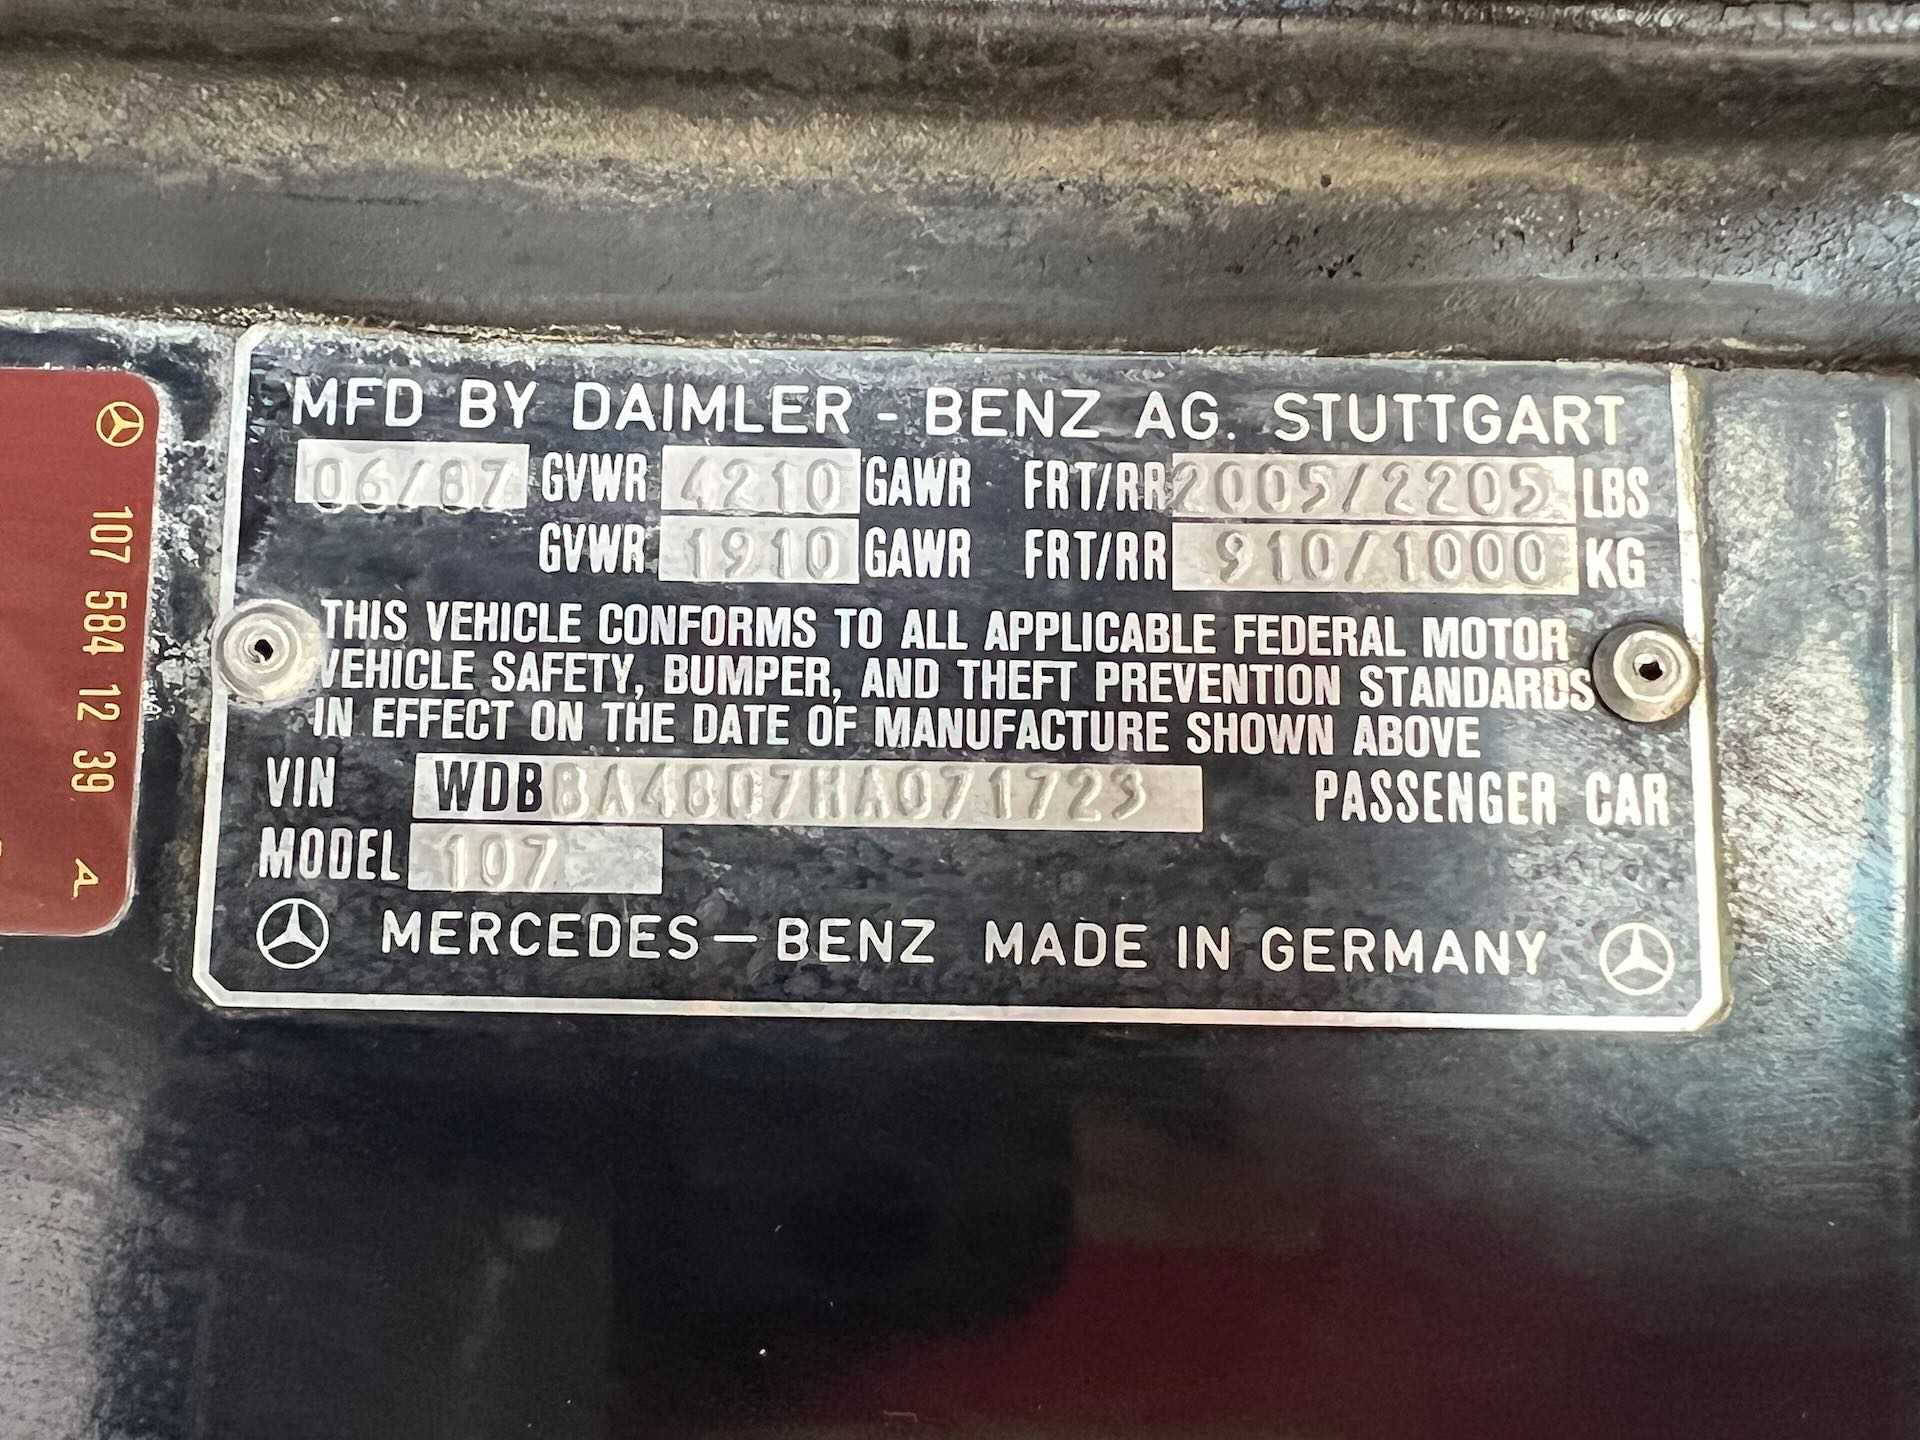 MFD BY DAIMLER - BENZ AG. STUTTGART
06/87 GVWR 4210 GAWR FRT/RR 2005/2205 LBS
GVWR 1910 GAWR FRT/RR 910/1000 KG
THIS VEHICLE CONFORMS TO ALL APPLICABLE FEDERAL MOTOR
VEHICLE SAFETY, BUMPER, AND THEFT PREVENTION STANDARDS
IN EFFECT ON THE DATE OF MANUFACTURE SHOWN ABOVE
VIN WDBBA48D7HA071723 PASSENGER CAR
MODEL 107
MERCEDES-BENZ MADE IN GERMANY
107 584 12 39 A